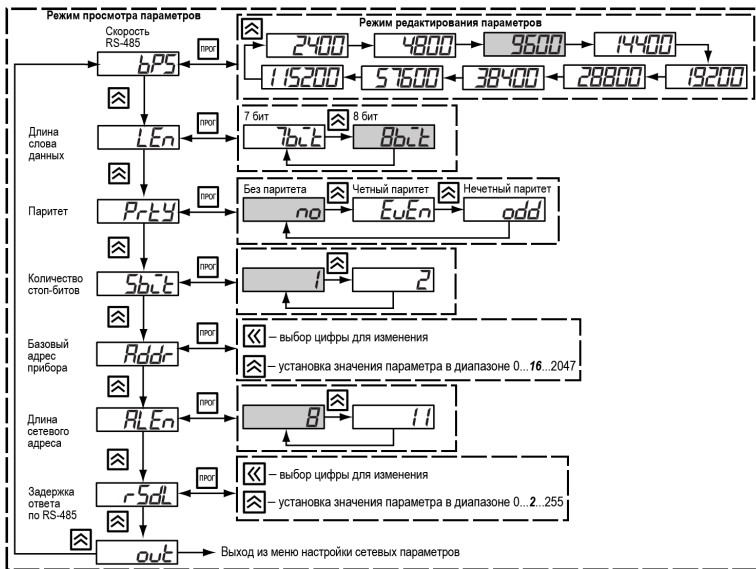 Режим просмотра параметров
Режим редактирования параметров
Скорость
RS-485
bPS
ПРОГ
2400
4800
9600
14400
115200
57600
38400
28800
19200
Длина
слова
данных
LEn
ПРОГ
7 бит
8 бит
7bit
8bit
Паритет
PrtY
ПРОГ
Без паритета
Четный паритет
Нечетный паритет
no
EvEn
odd
Количество
стоп-битов
Sbit
ПРОГ
1
2
Базовый
адрес
прибора
Addr
ПРОГ
– выбор цифры для изменения
– установка значения параметра в диапазоне 0...16...2047
Длина
сетевого
адреса
ALEn
ПРОГ
8
11
Задержка
ответа
по RS-485
rSdL
ПРОГ
– выбор цифры для изменения
– установка значения параметра в диапазоне 0...2...255
out
Выход из меню настройки сетевых параметров